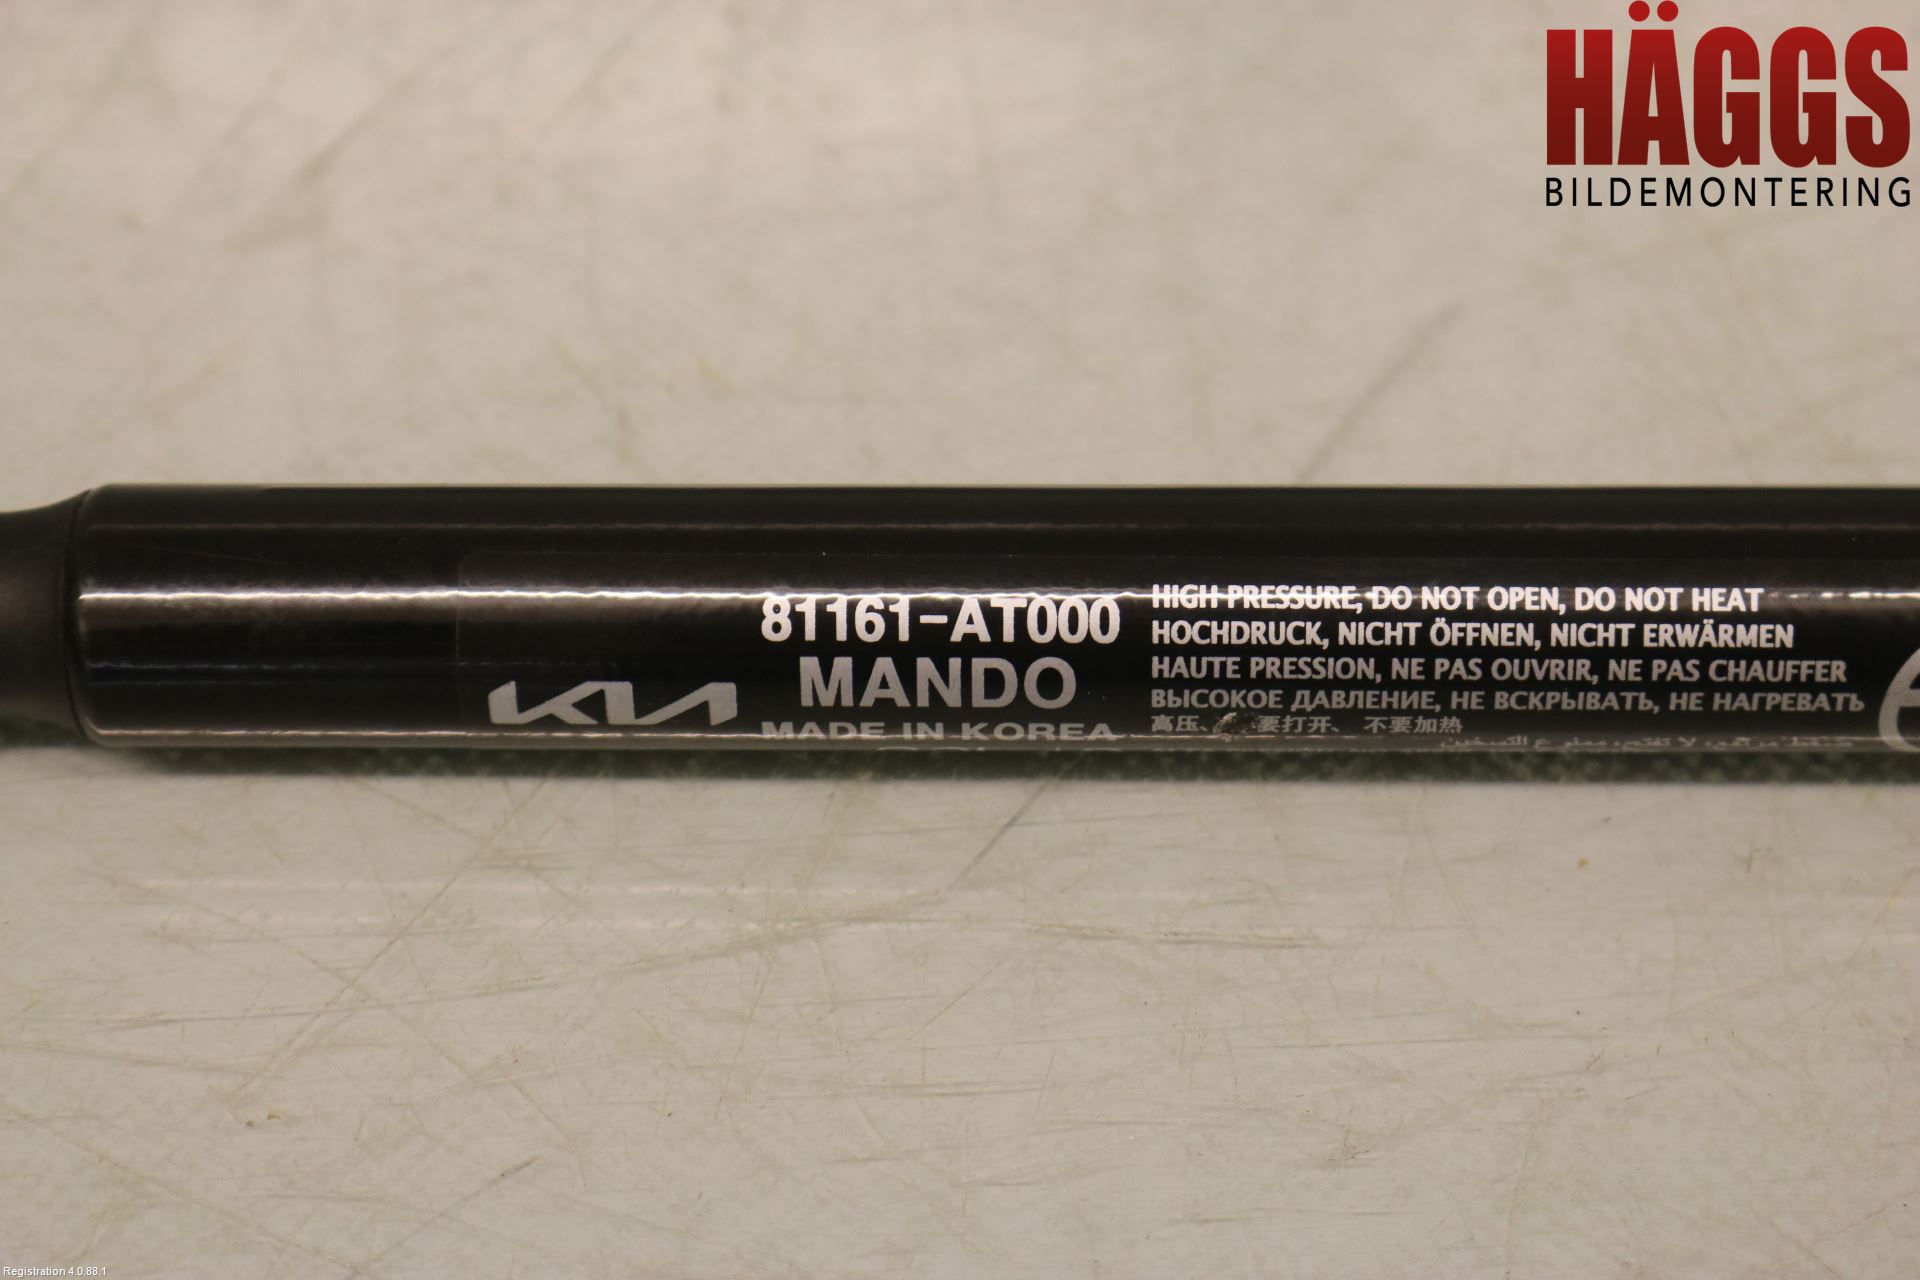 HÄGGS
BILDEMONTERING
81161-AT000
MANDO
KIA
MADE IN KOREA
HIGH PRESSURE, DO NOT OPEN, DO NOT HEAT
HOCHDRUCK, NICHT ÖFFNEN, NICHT ERWÄRMEN
HAUTE PRESSION, NE PAS OUVRIR, NE PAS CHAUFFER
ВЫСОКОЕ ДАВЛЕНИЕ, НЕ ВСКРЫВАТЬ, НЕ НАГРЕВАТЬ
高压、要打开、 不要加热
Registration 4.0.88.1